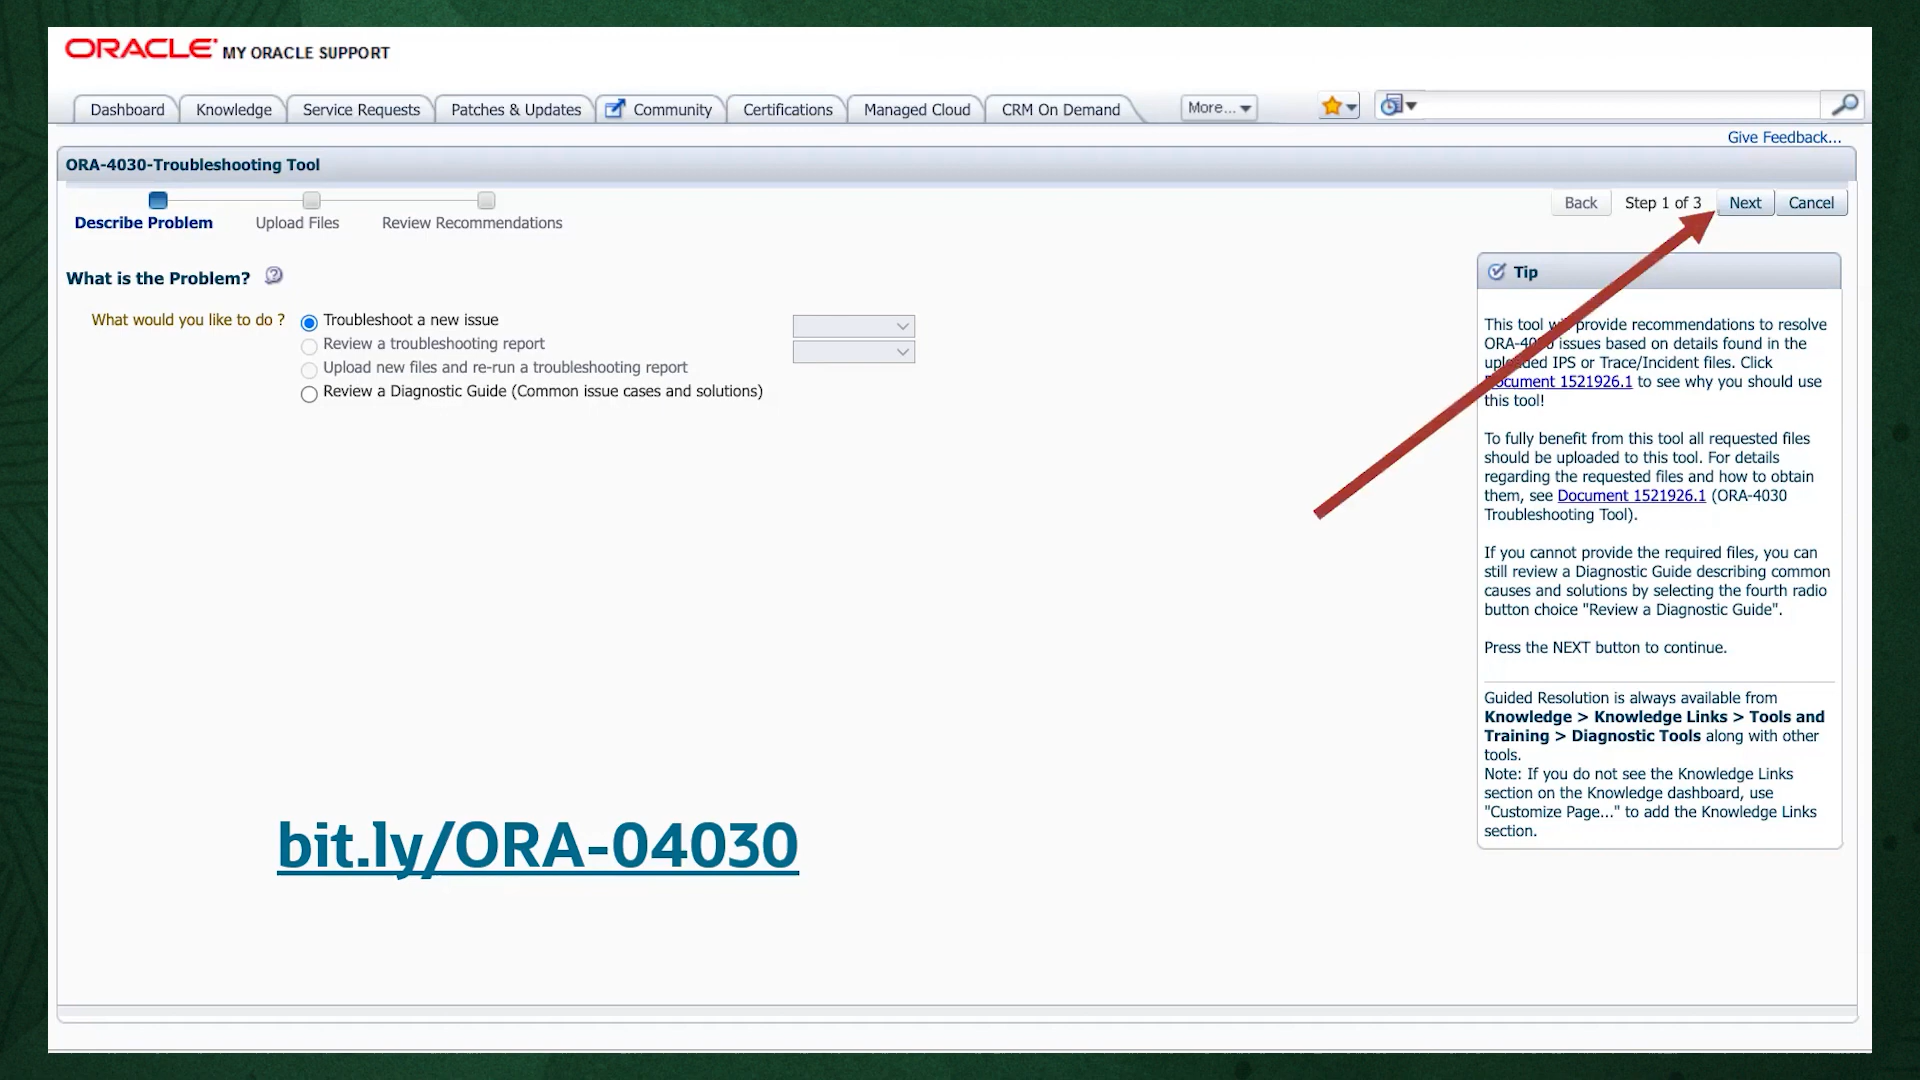 ORACLE MY ORACLE SUPPORT
Dashboard Knowledge Service Requests Patches & Updates Community Certifications Managed Cloud CRM On Demand More...
Give Feedback...
ORA-4030-Troubleshooting Tool
Describe Problem Upload Files Review Recommendations
Back Step 1 of 3 Next Cancel
What is the Problem?
What would you like to do ?
Troubleshoot a new issue
Review a troubleshooting report
Upload new files and re-run a troubleshooting report
Review a Diagnostic Guide (Common issue cases and solutions)
Tip
This tool will provide recommendations to resolve
ORA-4030 issues based on details found in the
uploaded IPS or Trace/Incident files. Click
Document 1521926.1 to see why you should use
this tool!
To fully benefit from this tool all requested files
should be uploaded to this tool. For details
regarding the requested files and how to obtain
them, see Document 1521926.1 (ORA-4030
Troubleshooting Tool).
If you cannot provide the required files, you can
still review a Diagnostic Guide describing common
causes and solutions by selecting the fourth radio
button choice "Review a Diagnostic Guide".
Press the NEXT button to continue.
Guided Resolution is always available from
Knowledge > Knowledge Links > Tools and
Training > Diagnostic Tools along with other
tools.
Note: If you do not see the Knowledge Links
section on the Knowledge dashboard, use
"Customize Page..." to add the Knowledge Links
section.
bit.ly/ORA-04030